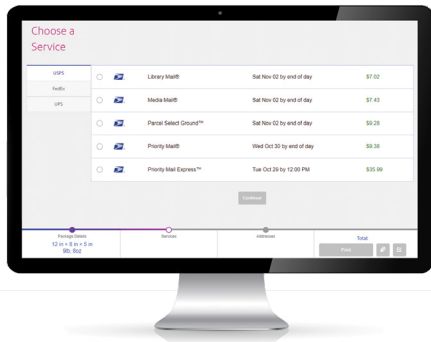 Choose a
Service
USPS
FedEx
UPS
Library Mail® Sat Nov 02 by end of day $7.02
Media Mail® Sat Nov 02 by end of day $7.43
Parcel Select Ground™ Sat Nov 02 by end of day $9.28
Priority Mail® Wed Oct 30 by end of day $9.38
Priority Mail Express™ Tue Oct 29 by 12:00 PM $35.99
Continue
Package Details Services Addresses Total:
12 in × 8 in × 5 in
9lb. 8oz Print